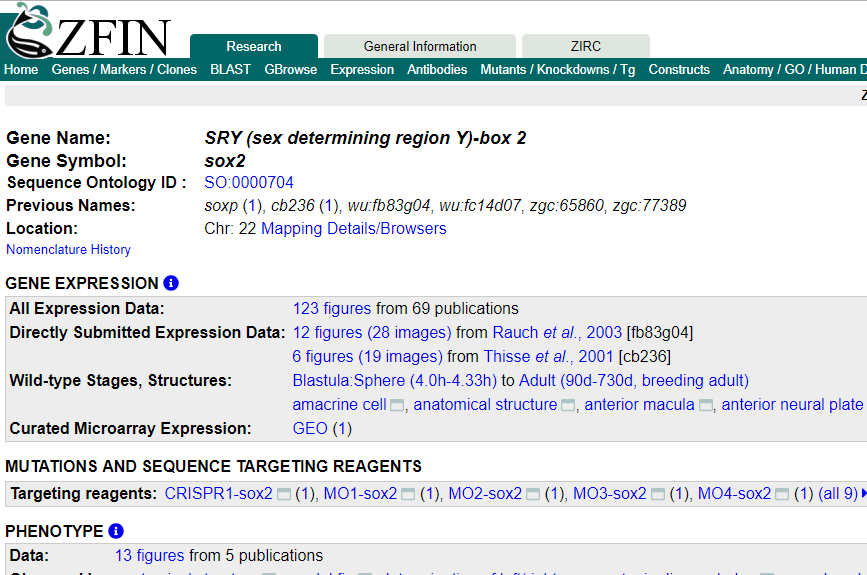 ZFIN
Research
General Information
ZIRC
Home Genes / Markers / Clones BLAST GBrowse Expression Antibodies Mutants / Knockdowns / Tg Constructs Anatomy / GO / Human D
Z
Gene Name: SRY (sex determining region Y)-box 2
Gene Symbol: sox2
Sequence Ontology ID : SO:0000704
Previous Names: soxp (1), cb236 (1), wu:fb83g04, wu:fc14d07, zgc:65860, zgc:77389
Location: Chr: 22 Mapping Details/Browsers
Nomenclature History
GENE EXPRESSION
All Expression Data: 123 figures from 69 publications
Directly Submitted Expression Data: 12 figures (28 images) from Rauch et al., 2003 [fb83g04]
6 figures (19 images) from Thisse et al., 2001 [cb236]
Wild-type Stages, Structures: Blastula:Sphere (4.0h-4.33h) to Adult (90d-730d, breeding adult)
amacrine cell, anatomical structure, anterior macula, anterior neural plate
Curated Microarray Expression: GEO (1)
MUTATIONS AND SEQUENCE TARGETING REAGENTS
Targeting reagents: CRISPR1-sox2 (1), MO1-sox2 (1), MO2-sox2 (1), MO3-sox2 (1), MO4-sox2 (1) (all 9)
PHENOTYPE
Data: 13 figures from 5 publications